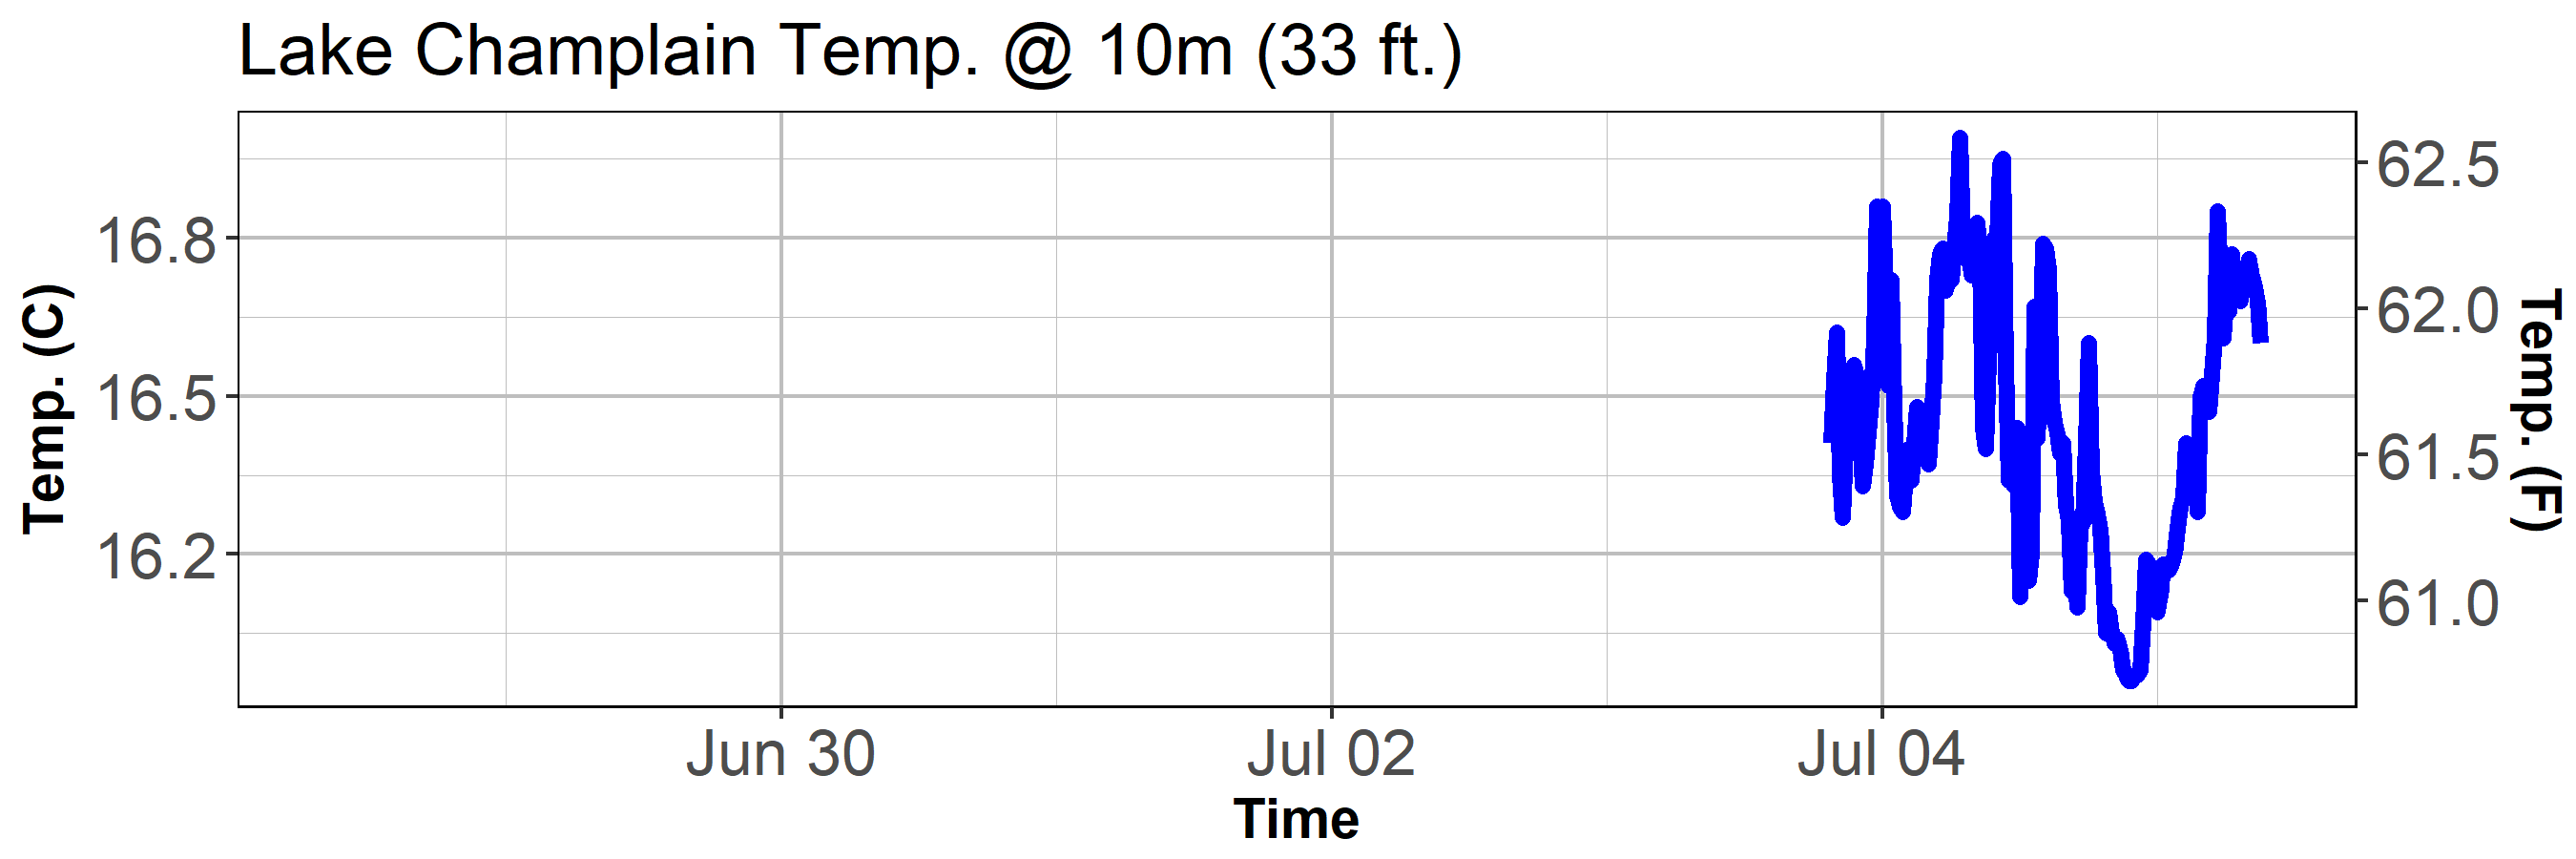 Lake Champlain Temp. @ 10m (33 ft.)
Temp. (C)
16.8
16.5
16.2
62.5
62.0
61.5
61.0
Temp. (F)
Jun 30
Jul 02
Jul 04
Time